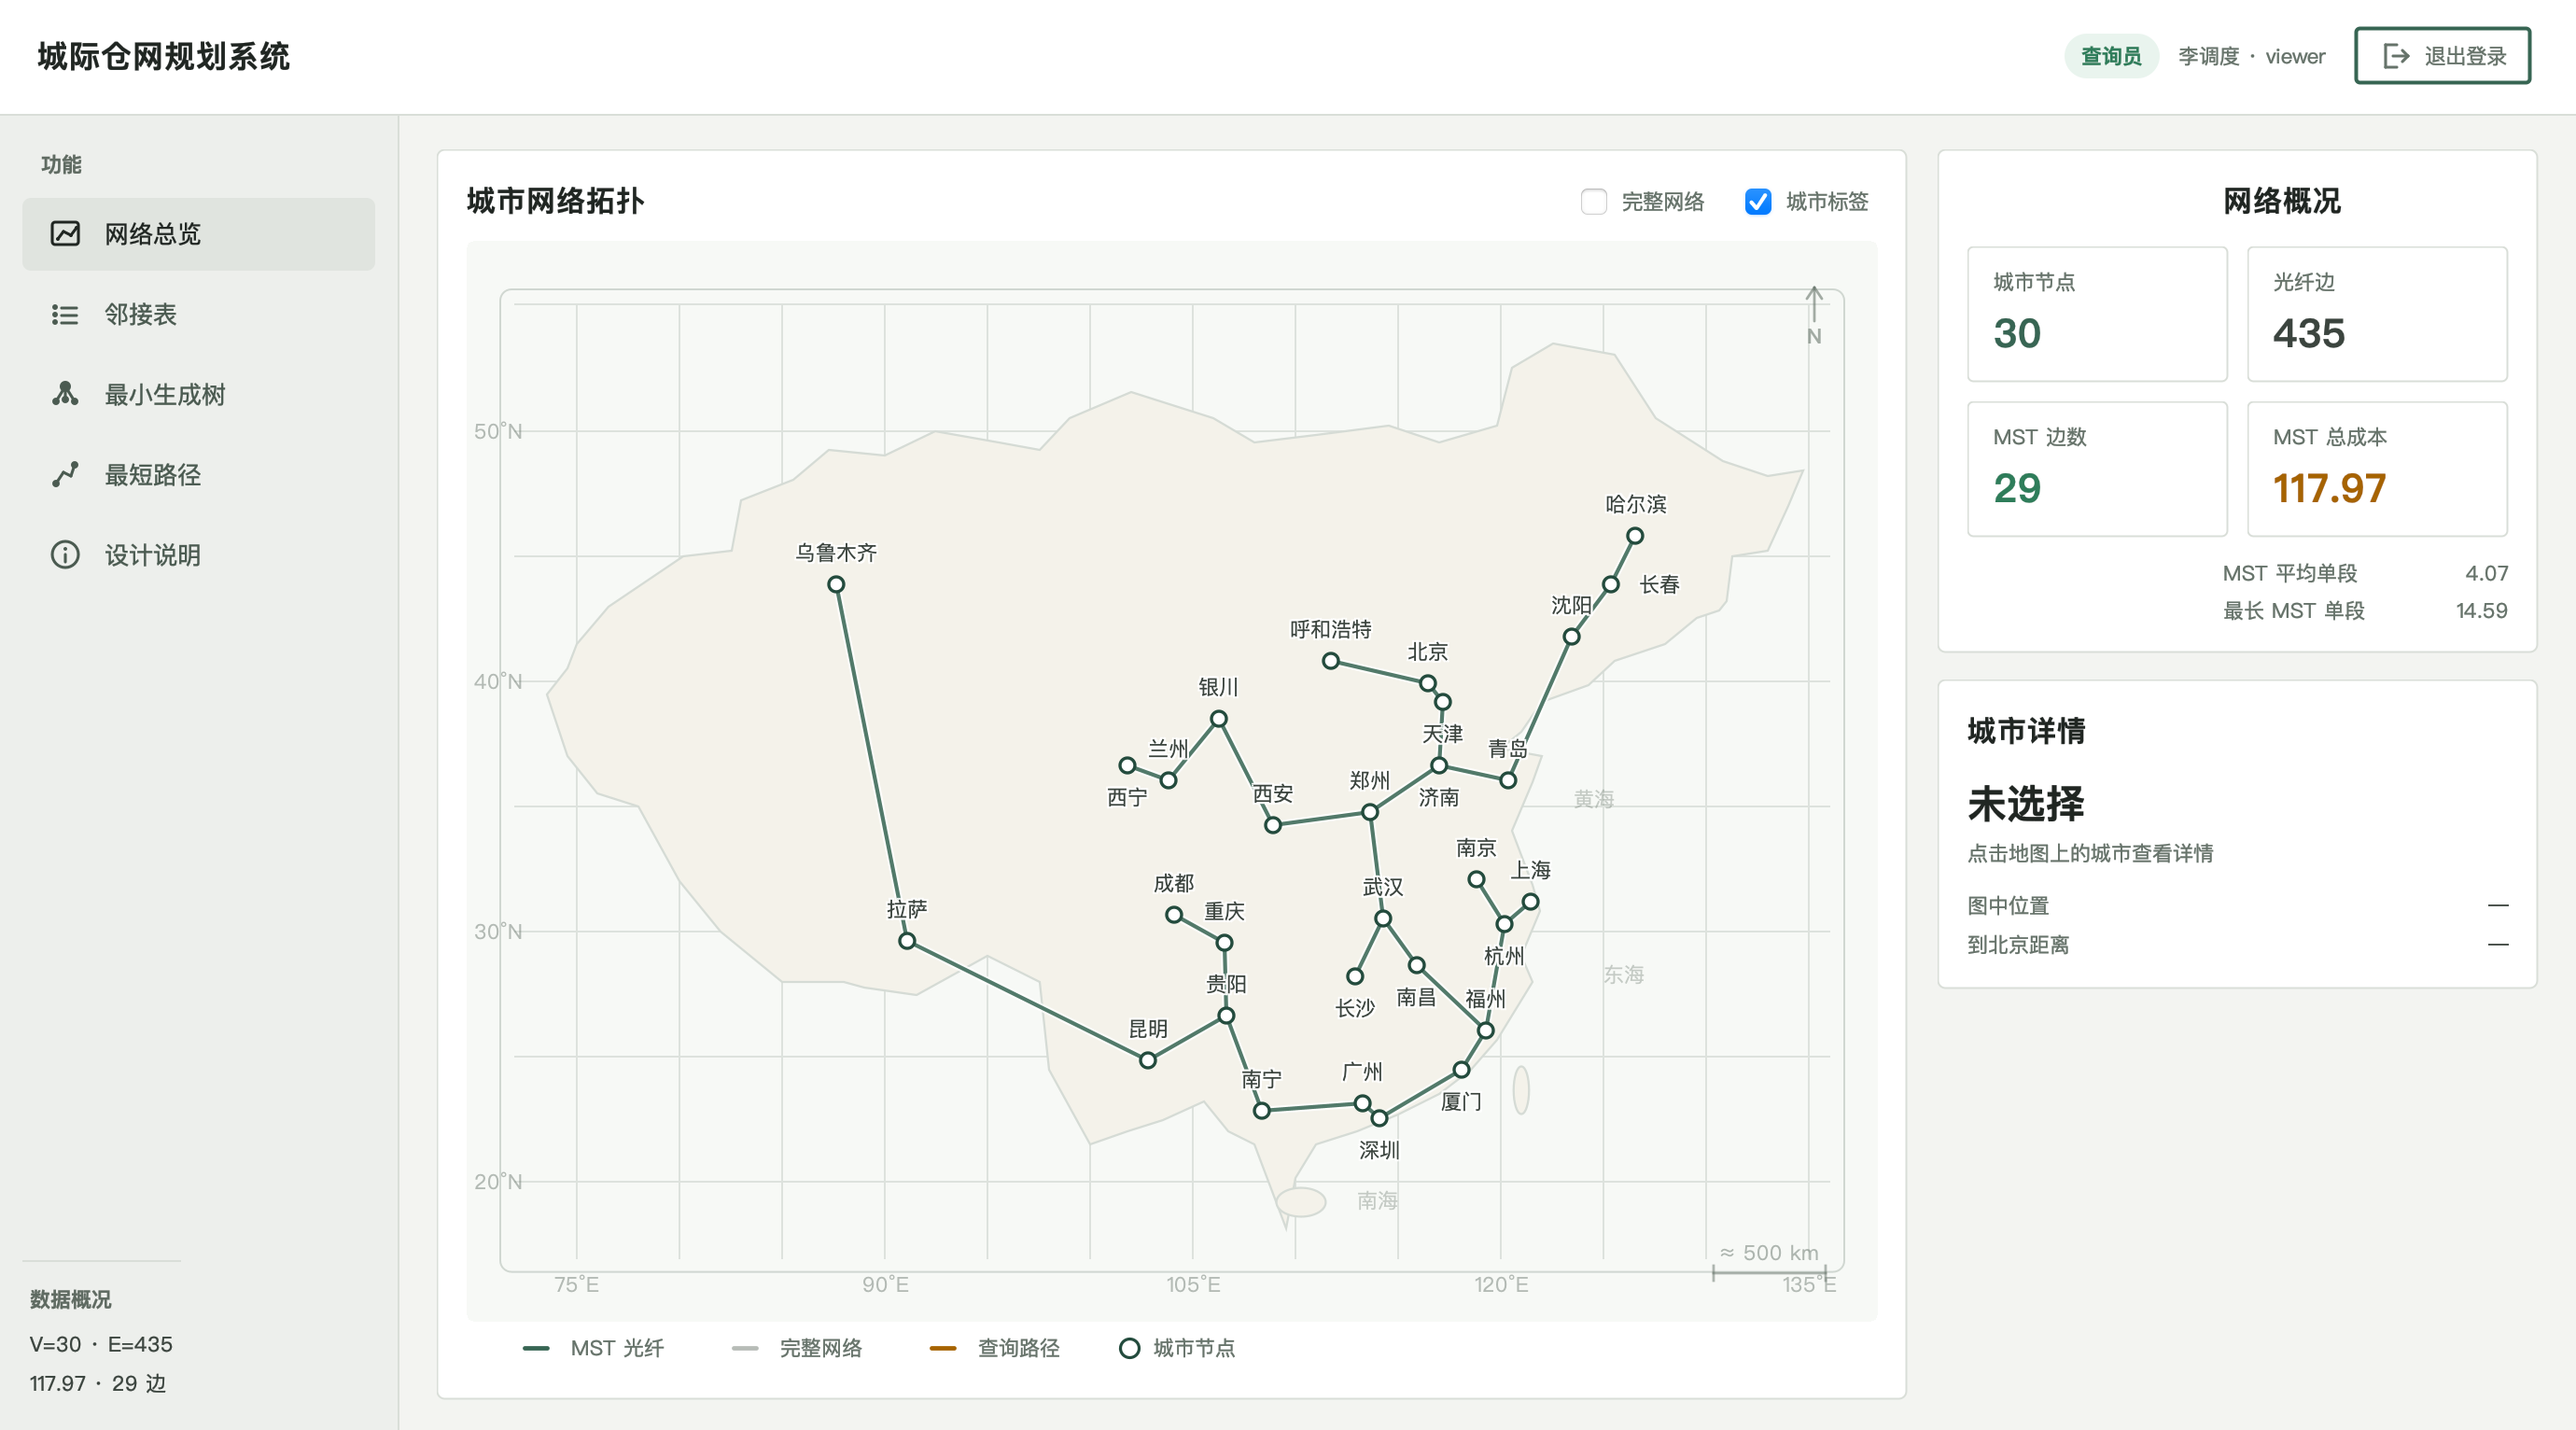 城际仓网规划系统
查询员
李调度 · viewer
退出登录
功能
网络总览
邻接表
最小生成树
最短路径
设计说明
数据概况
V=30 · E=435
117.97 · 29 边
城市网络拓扑
完整网络
城市标签
N
50°N
40°N
30°N
20°N
哈尔滨
乌鲁木齐
长春
沈阳
呼和浩特
北京
银川
天津
兰州
青岛
郑州
西宁
西安
济南
黄海
南京
上海
成都
武汉
拉萨
重庆
杭州
东海
贵阳
南昌
福州
长沙
昆明
广州
南宁
厦门
深圳
南海
≈ 500 km
75°E
90°E
105°E
120°E
135°E
MST 光纤
完整网络
查询路径
城市节点
网络概况
城市节点
30
光纤边
435
MST 边数
29
MST 总成本
117.97
MST 平均单段
4.07
最长 MST 单段
14.59
城市详情
未选择
点击地图上的城市查看详情
图中位置
—
到北京距离
—